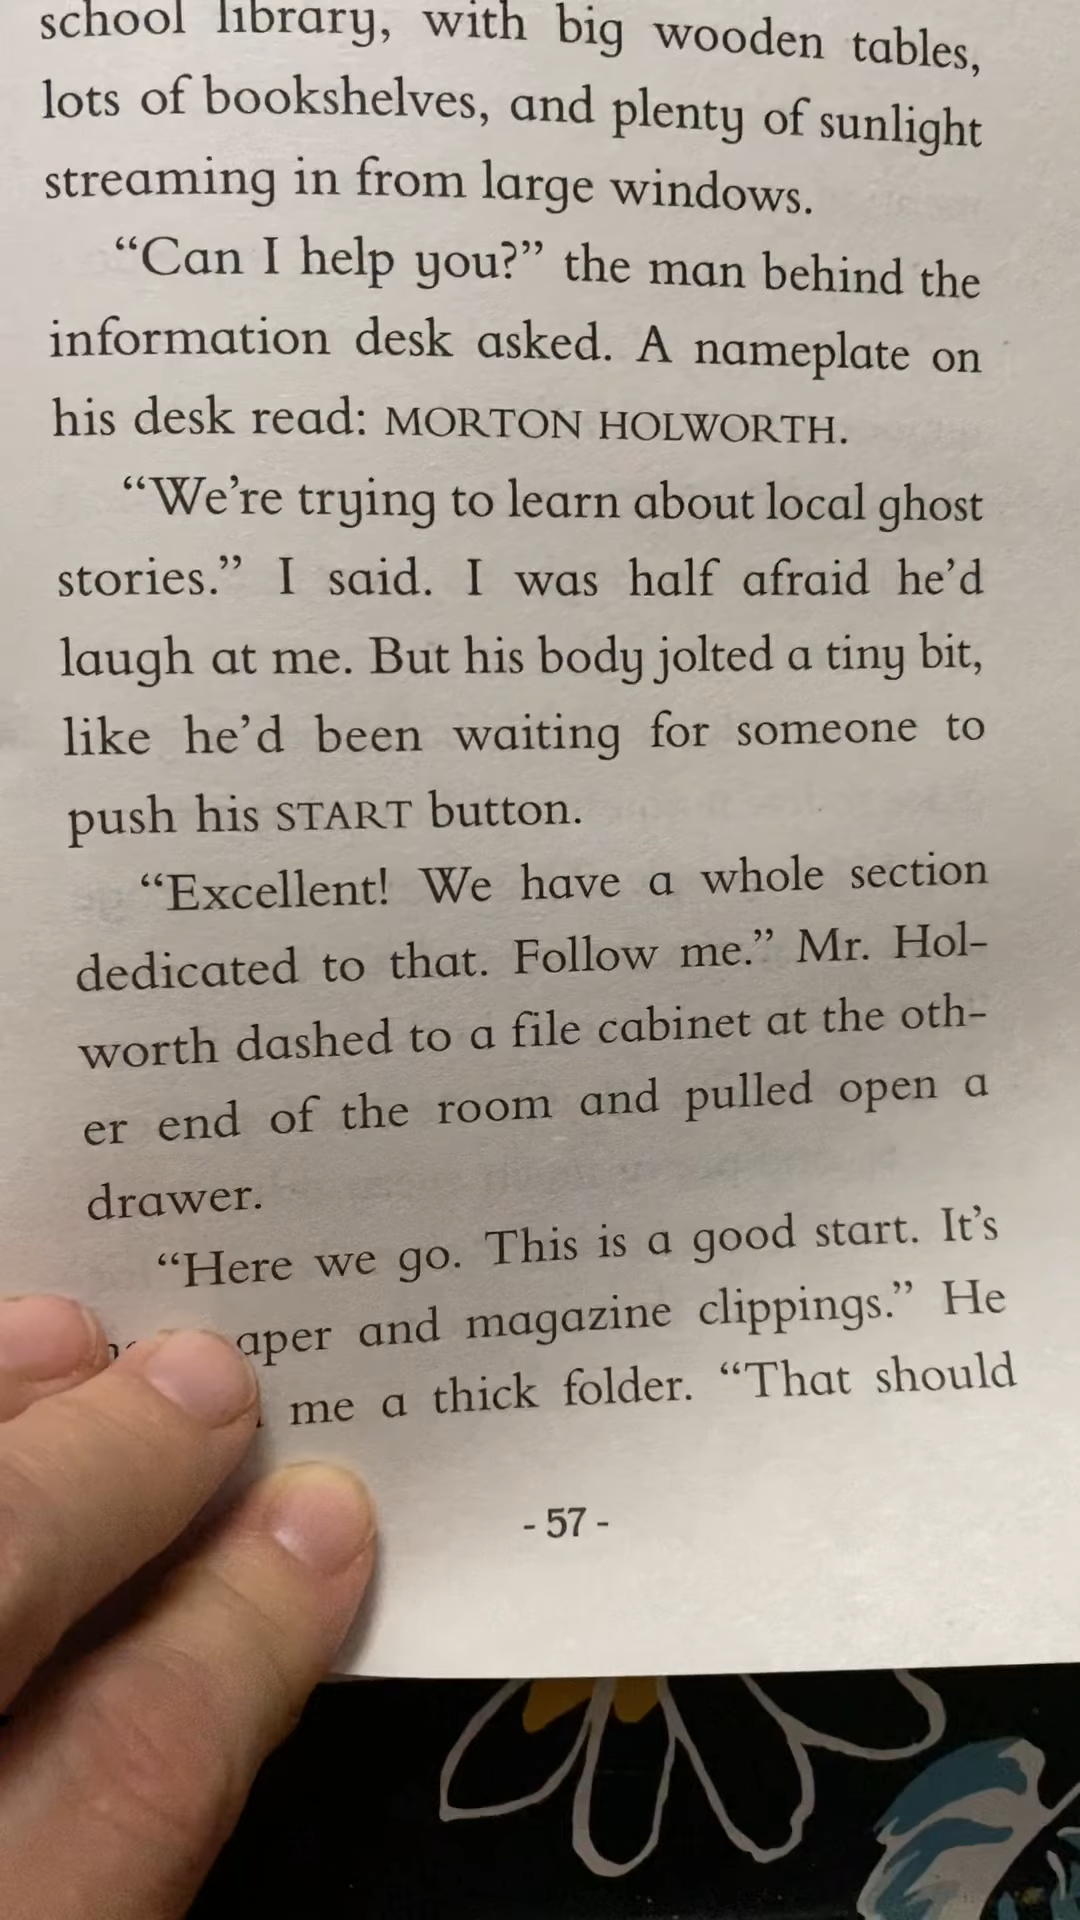 school library, with big wooden tables,
lots of bookshelves, and plenty of sunlight
streaming in from large windows.
“Can I help you?” the man behind the
information desk asked. A nameplate on
his desk read: MORTON HOLWORTH.
“We’re trying to learn about local ghost
stories.” I said. I was half afraid he’d
laugh at me. But his body jolted a tiny bit,
like he’d been waiting for someone to
push his START button.
“Excellent! We have a whole section
dedicated to that. Follow me.” Mr. Hol-
worth dashed to a file cabinet at the oth-
er end of the room and pulled open a
drawer.
“Here we go. This is a good start. It’s
aper and magazine clippings.” He
me a thick folder. “That should
- 57 -